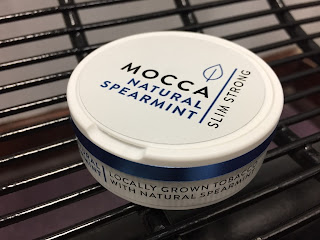 MOCCA
NATURAL
SPEARMINT
SLIM STRONG
LOCALLY GROWN TOBACCO
WITH NATURAL SPEARMINT